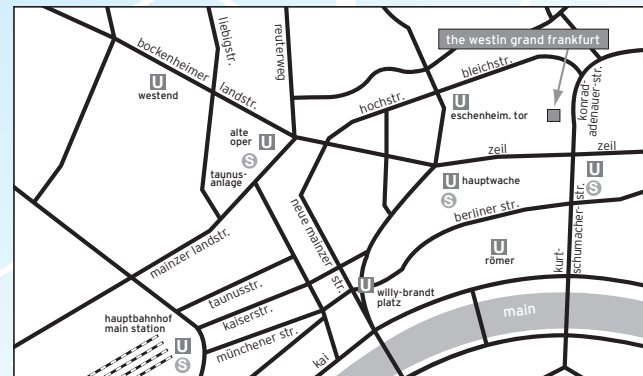 the westin grand frankfurt
liebigstr.
reuterweg
bockenheimer
landstr.
bleichstr.
konrad-
adenauer-str.
U
westend
hochstr.
U
eschenheim. tor
alte
oper
U
S
taunus-
anlage
zeil
zeil
U
hauptwache
S
U
S
berliner str.
neue mainzer
str.
kurt-
schumacher-
str.
U
römer
mainzer landstr.
taunusstr.
U
willy-brandt
platz
kaiserstr.
main
hauptbahnhof
main station
U
S
münchener str.
kai